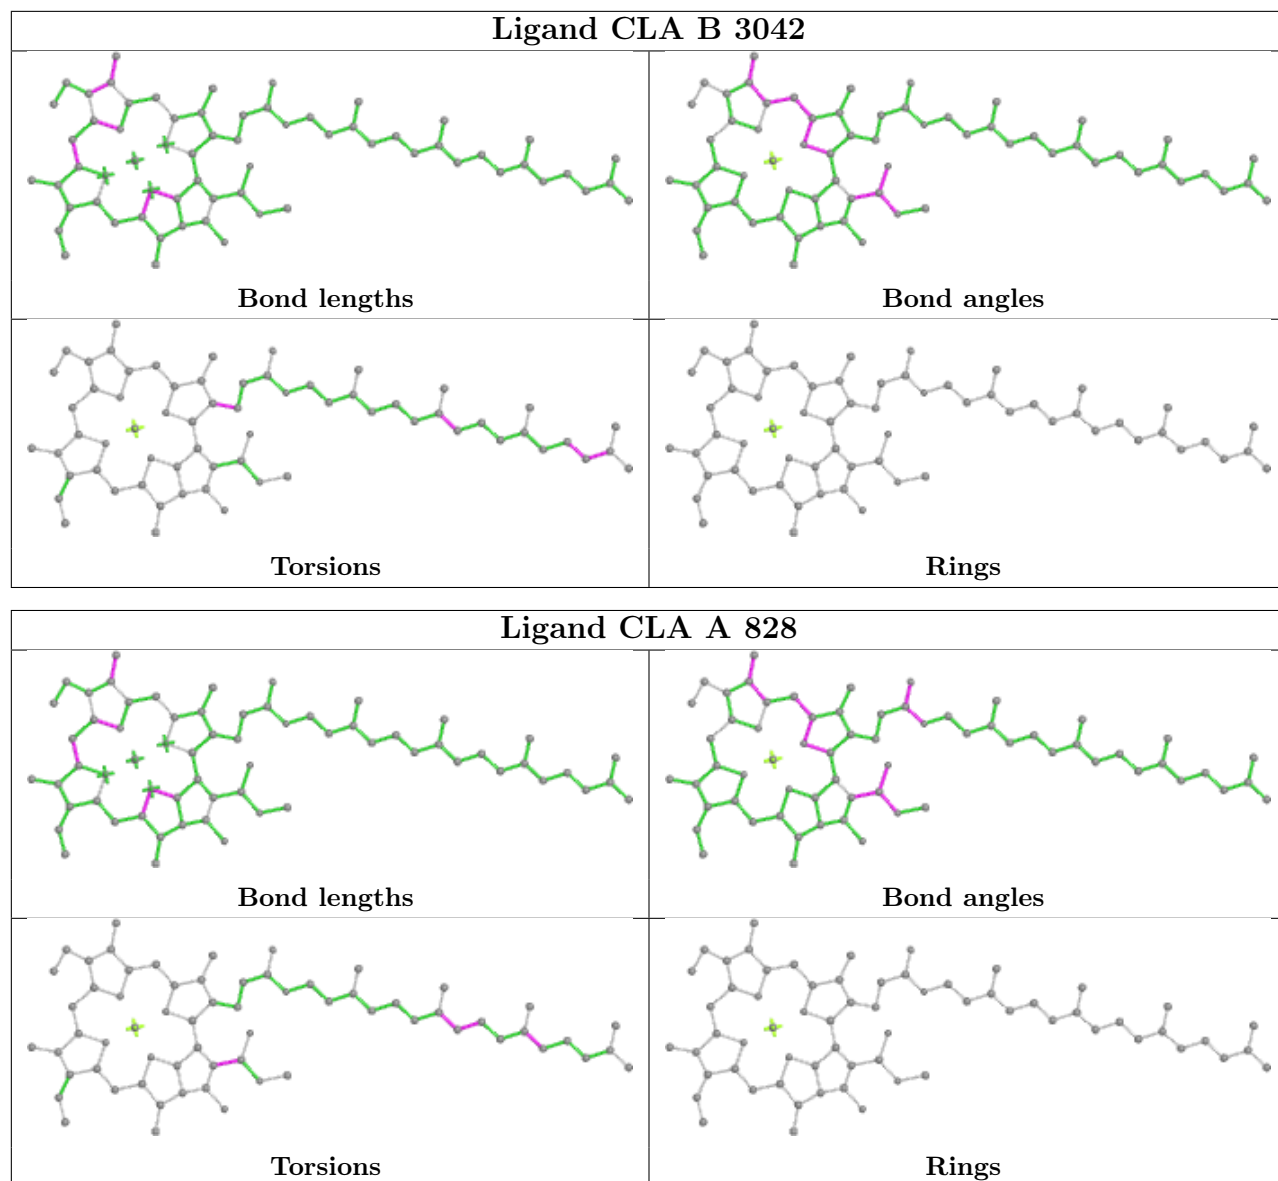 Ligand CLA B 3042
Bond lengths
Bond angles
Torsions
Rings
Ligand CLA A 828
Bond lengths
Bond angles
Torsions
Rings